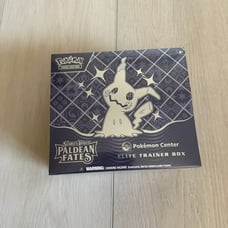 Pokémon
SCARLET & VIOLET
PALDEAN
FATES
Pokémon Center
ELITE TRAINER BOX